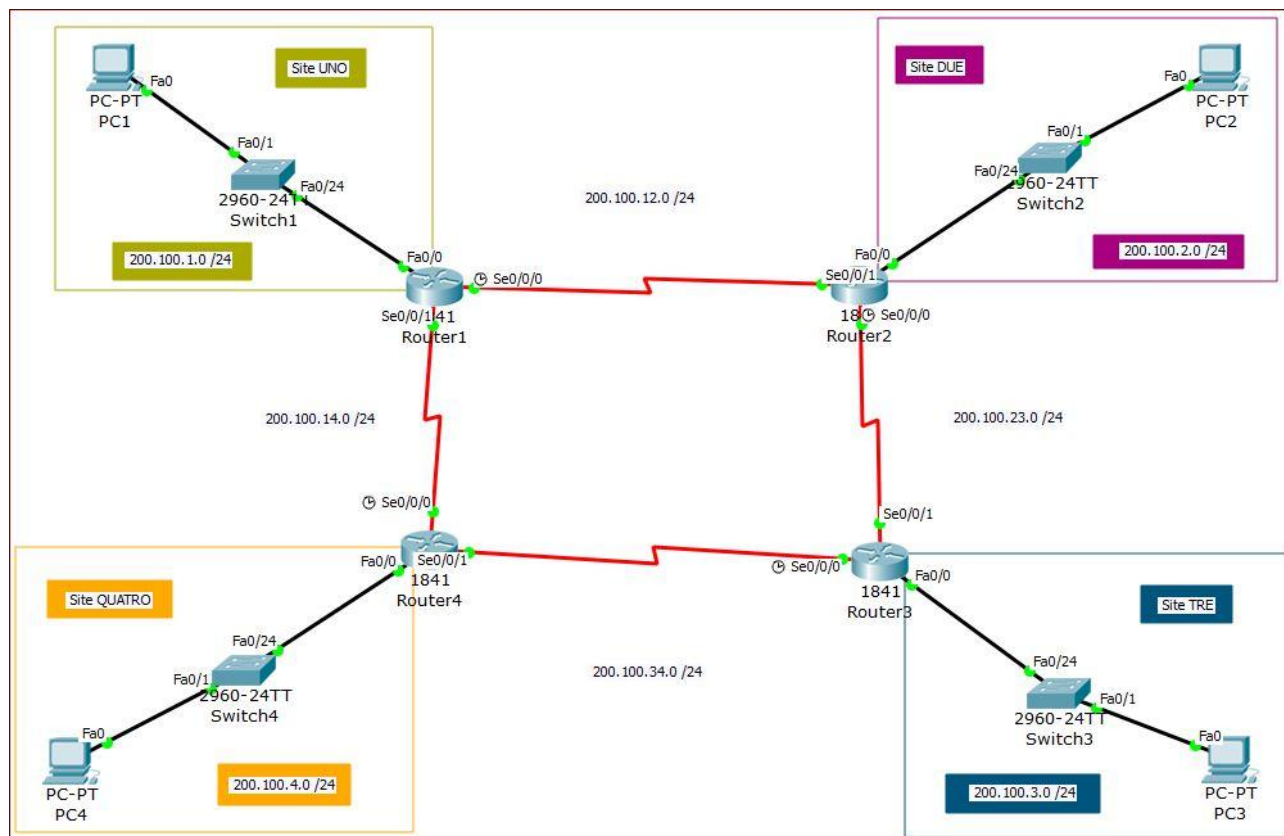 Site UNO
Fa0
PC-PT
PC1
Fa0/1
Fa0/24
2960-24T
Switch1
200.100.1.0 /24
Fa0/0
Se0/0/0
Se0/0/1
41
Router1
200.100.12.0 /24
Site DUE
Fa0
PC-PT
PC2
Fa0/1
Fa0/24
2960-24TT
Switch2
200.100.2.0 /24
Fa0/0
Se0/0/1
18
Se0/0/0
Router2
200.100.14.0 /24
200.100.23.0 /24
Se0/0/0
Fa0/0
Se0/0/1
1841
Router4
Site QUATRO
Fa0/24
Fa0/1
2960-24TT
Switch4
Fa0
PC-PT
PC4
200.100.4.0 /24
200.100.34.0 /24
Se0/0/1
Se0/0/0
Fa0/0
1841
Router3
Site TRE
Fa0/24
Fa0/1
2960-24TT
Switch3
Fa0
PC-PT
PC3
200.100.3.0 /24